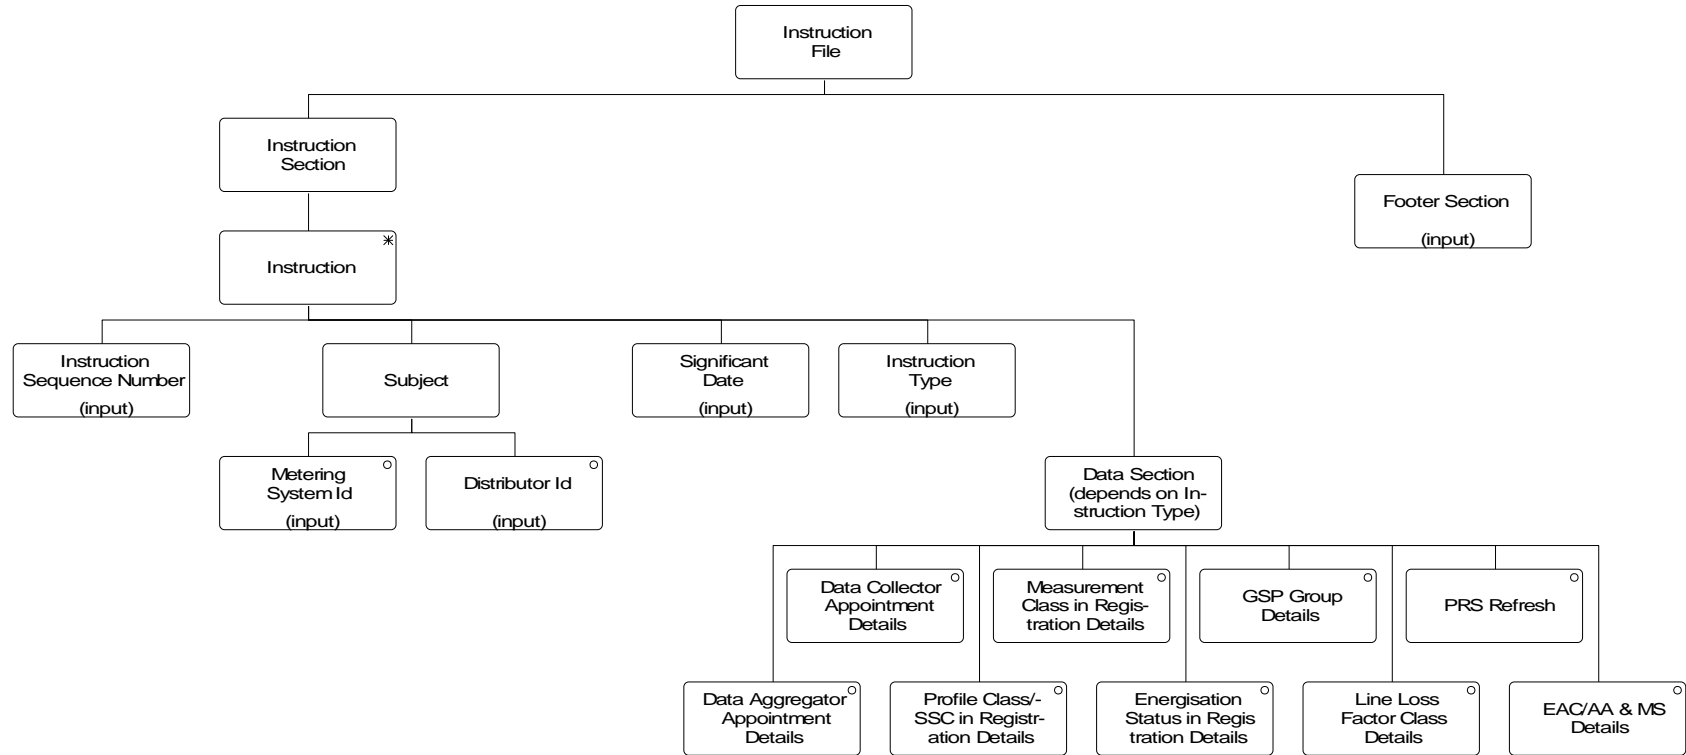 Instruction
File
Instruction
Section
Footer Section
(input)
Instruction
Instruction
Sequence Number
(input)
Subject
Significant
Date
(input)
Instruction
Type
(input)
Metering
System Id
(input)
Distributor Id
(input)
Data Section
(depends on In-
struction Type)
Data Collector
Appointment
Details
Measurement
Class in Regis-
tration Details
GSP Group
Details
PRS Refresh
Data Aggregator
Appointment
Details
Profile Class/-
SSC in Registr-
ation Details
Energisation
Status in Regis
tration Details
Line Loss
Factor Class
Details
EAC/AA & MS
Details